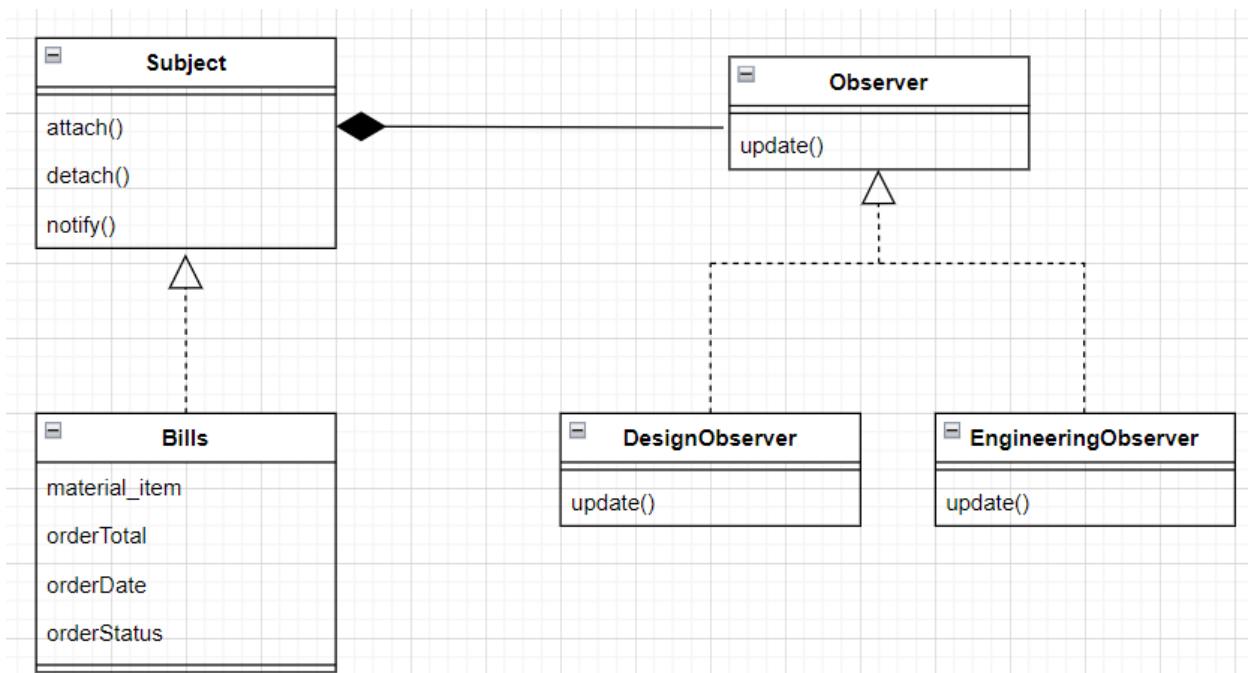 Subject
attach()
detach()
notify()
Observer
update()
Bills
material_item
orderTotal
orderDate
orderStatus
DesignObserver
update()
EngineeringObserver
update()